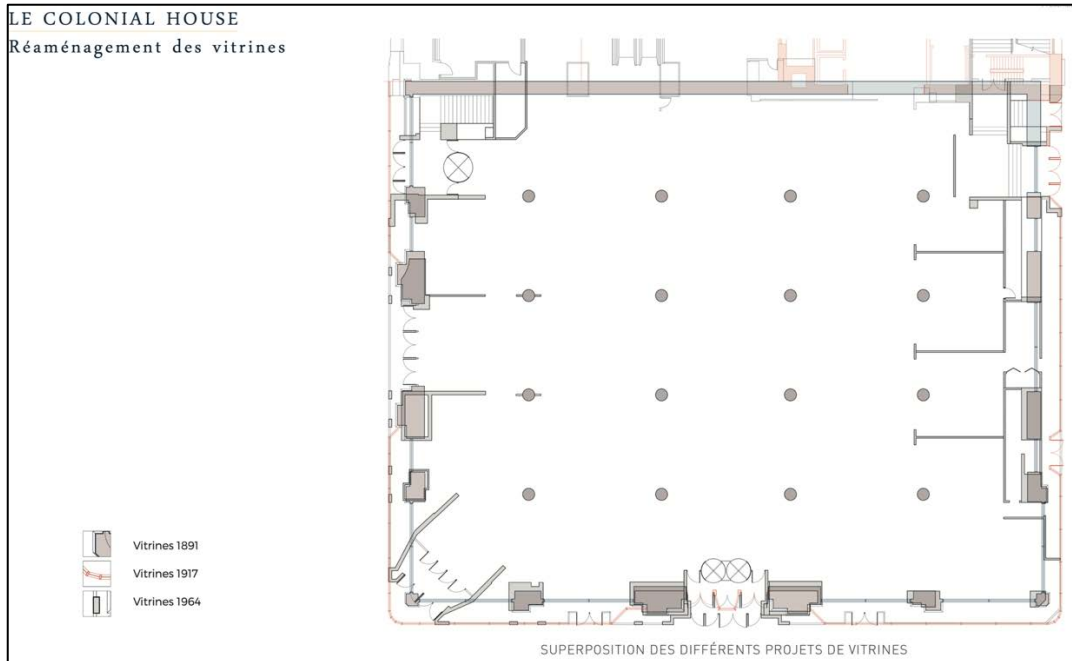 LE COLONIAL HOUSE
Réaménagement des vitrines
Vitrines 1891
Vitrines 1917
Vitrines 1964
SUPERPOSITION DES DIFFÉRENTS PROJETS DE VITRINES